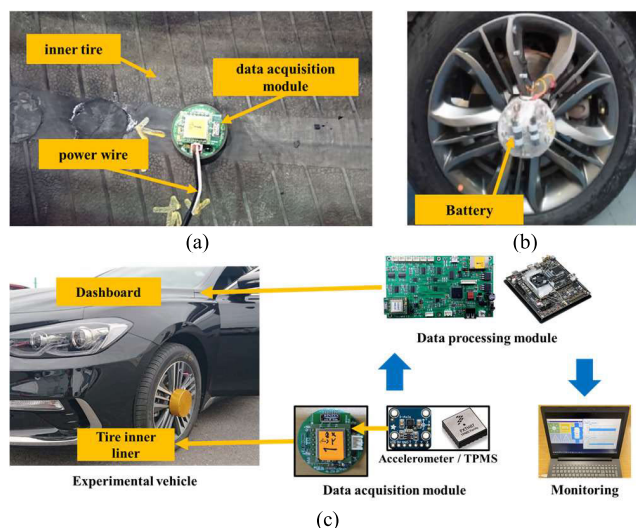 inner tire
data acquisition
module
power wire
(a)
Battery
(b)
Dashboard
Data processing module
Tire inner
liner
Accelerometer / TPMS
Experimental vehicle
Data acquisition module
Monitoring
(c)